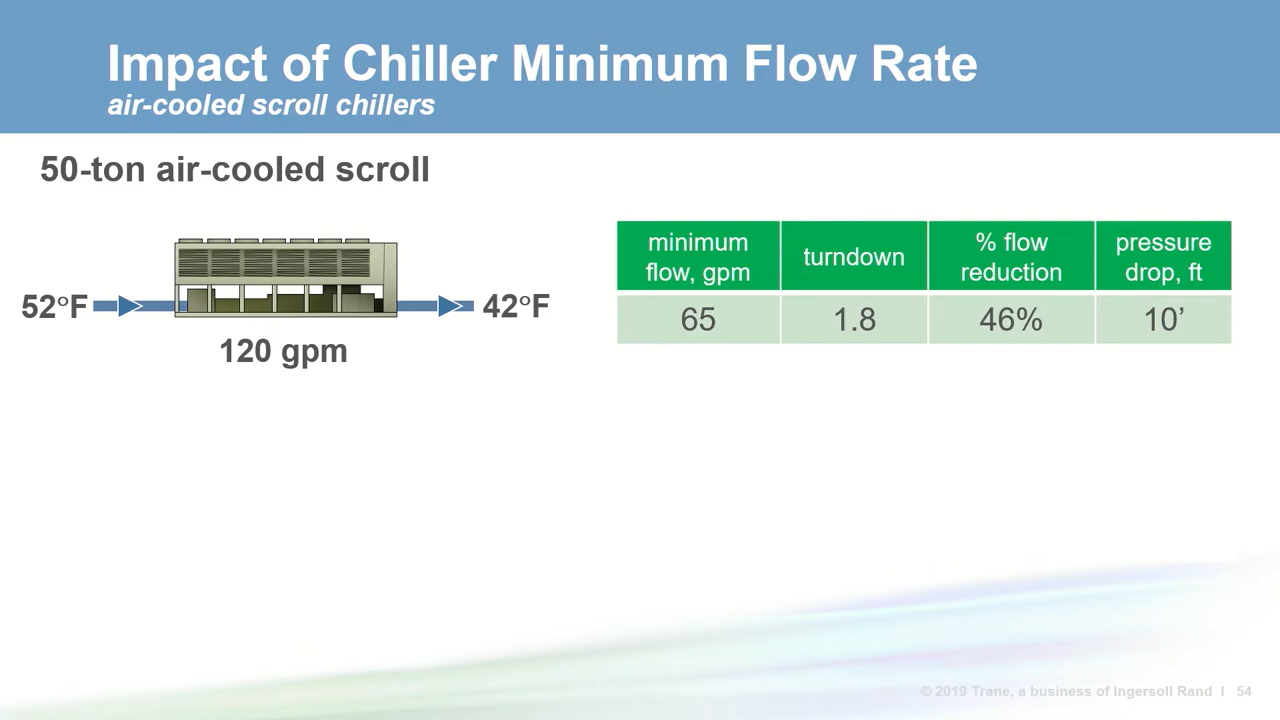 Impact of Chiller Minimum Flow Rate
air-cooled scroll chillers
50-ton air-cooled scroll
52°F
42°F
120 gpm
minimum flow, gpm
turndown
% flow reduction
pressure drop, ft
65
1.8
46%
10’
© 2019 Trane, a business of Ingersoll Rand I 54